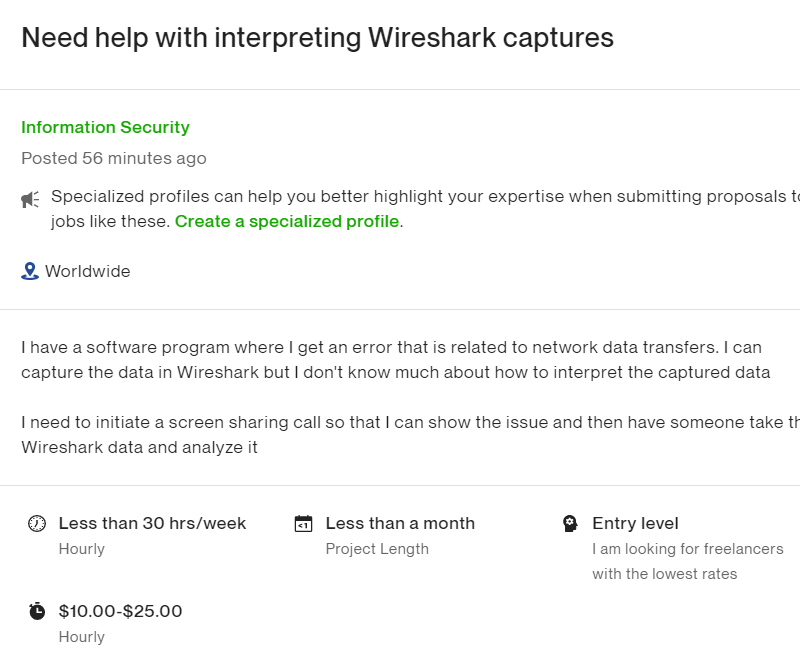 Need help with interpreting Wireshark captures
Information Security
Posted 56 minutes ago
Specialized profiles can help you better highlight your expertise when submitting proposals
jobs like these. Create a specialized profile.
Worldwide
I have a software program where I get an error that is related to network data transfers. I can
capture the data in Wireshark but I don't know much about how to interpret the captured data
I need to initiate a screen sharing call so that I can show the issue and then have someone take
Wireshark data and analyze it
Less than 30 hrs/week
Hourly
<1
Less than a month
Project Length
Entry level
I am looking for freelancers
with the lowest rates
$10.00-$25.00
Hourly